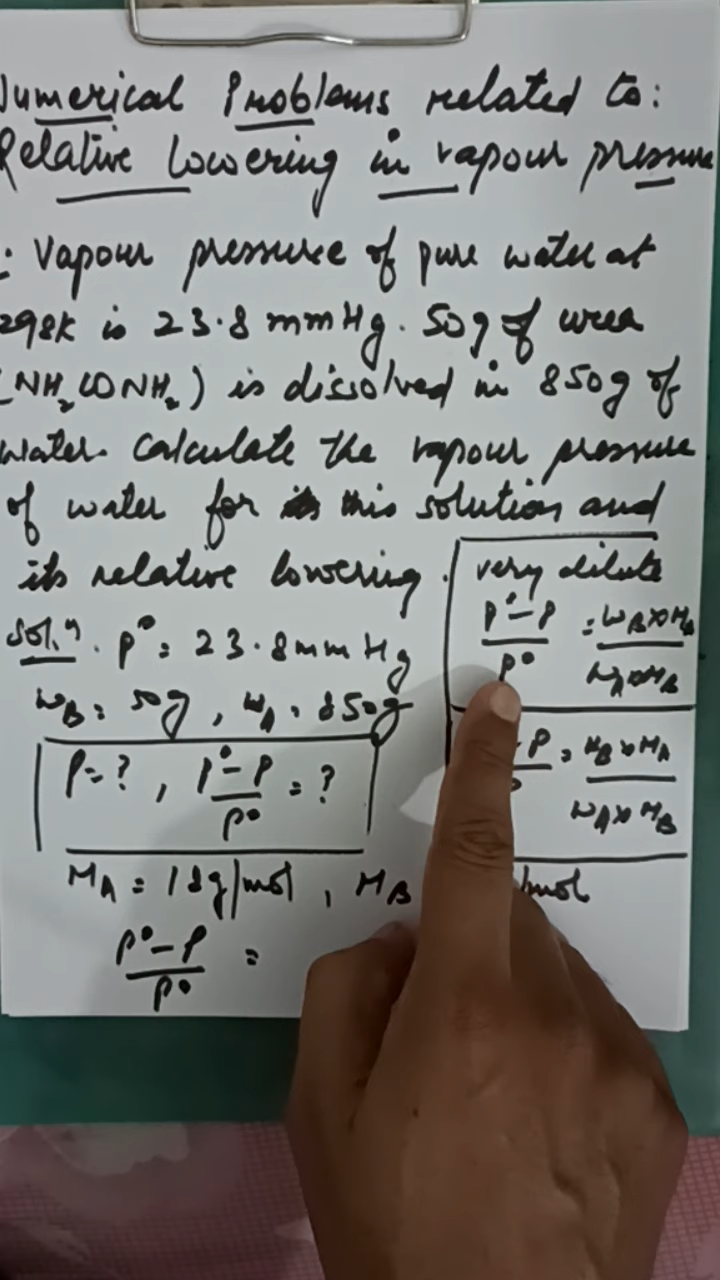 Numerical Problems related to:
Relative lowering in vapour pressure
: Vapour pressure of pure water at
298K is 23.8 mmHg. 50g of urea
(NH₂CONH₂) is dissolved in 850g of
water. Calculate the vapour pressure
of water for this solution and
its relative lowering.
very dilute
P°-P/P° = WB×MA/WA×MB
Sol.ⁿ. P° = 23.8mm Hg
WB = 50g, WA = 850g
P = ?, P°-P/P° = ?
P = WB×MA/WA×MB
MA = 18g/mol, MB /mol
P°-P/P° =